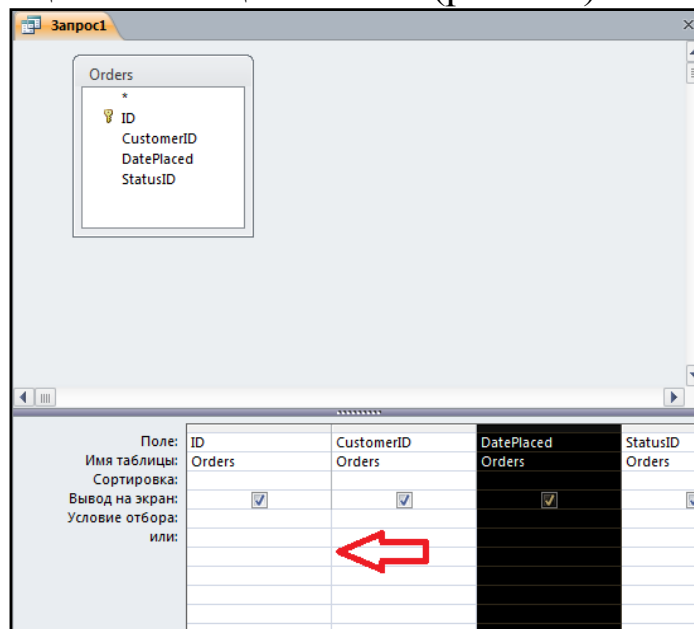 Запрос1
Orders
*
ID
CustomerID
DatePlaced
StatusID
Поле: ID CustomerID DatePlaced StatusID
Имя таблицы: Orders Orders Orders Orders
Сортировка:
Вывод на экран:
Условие отбора:
или: